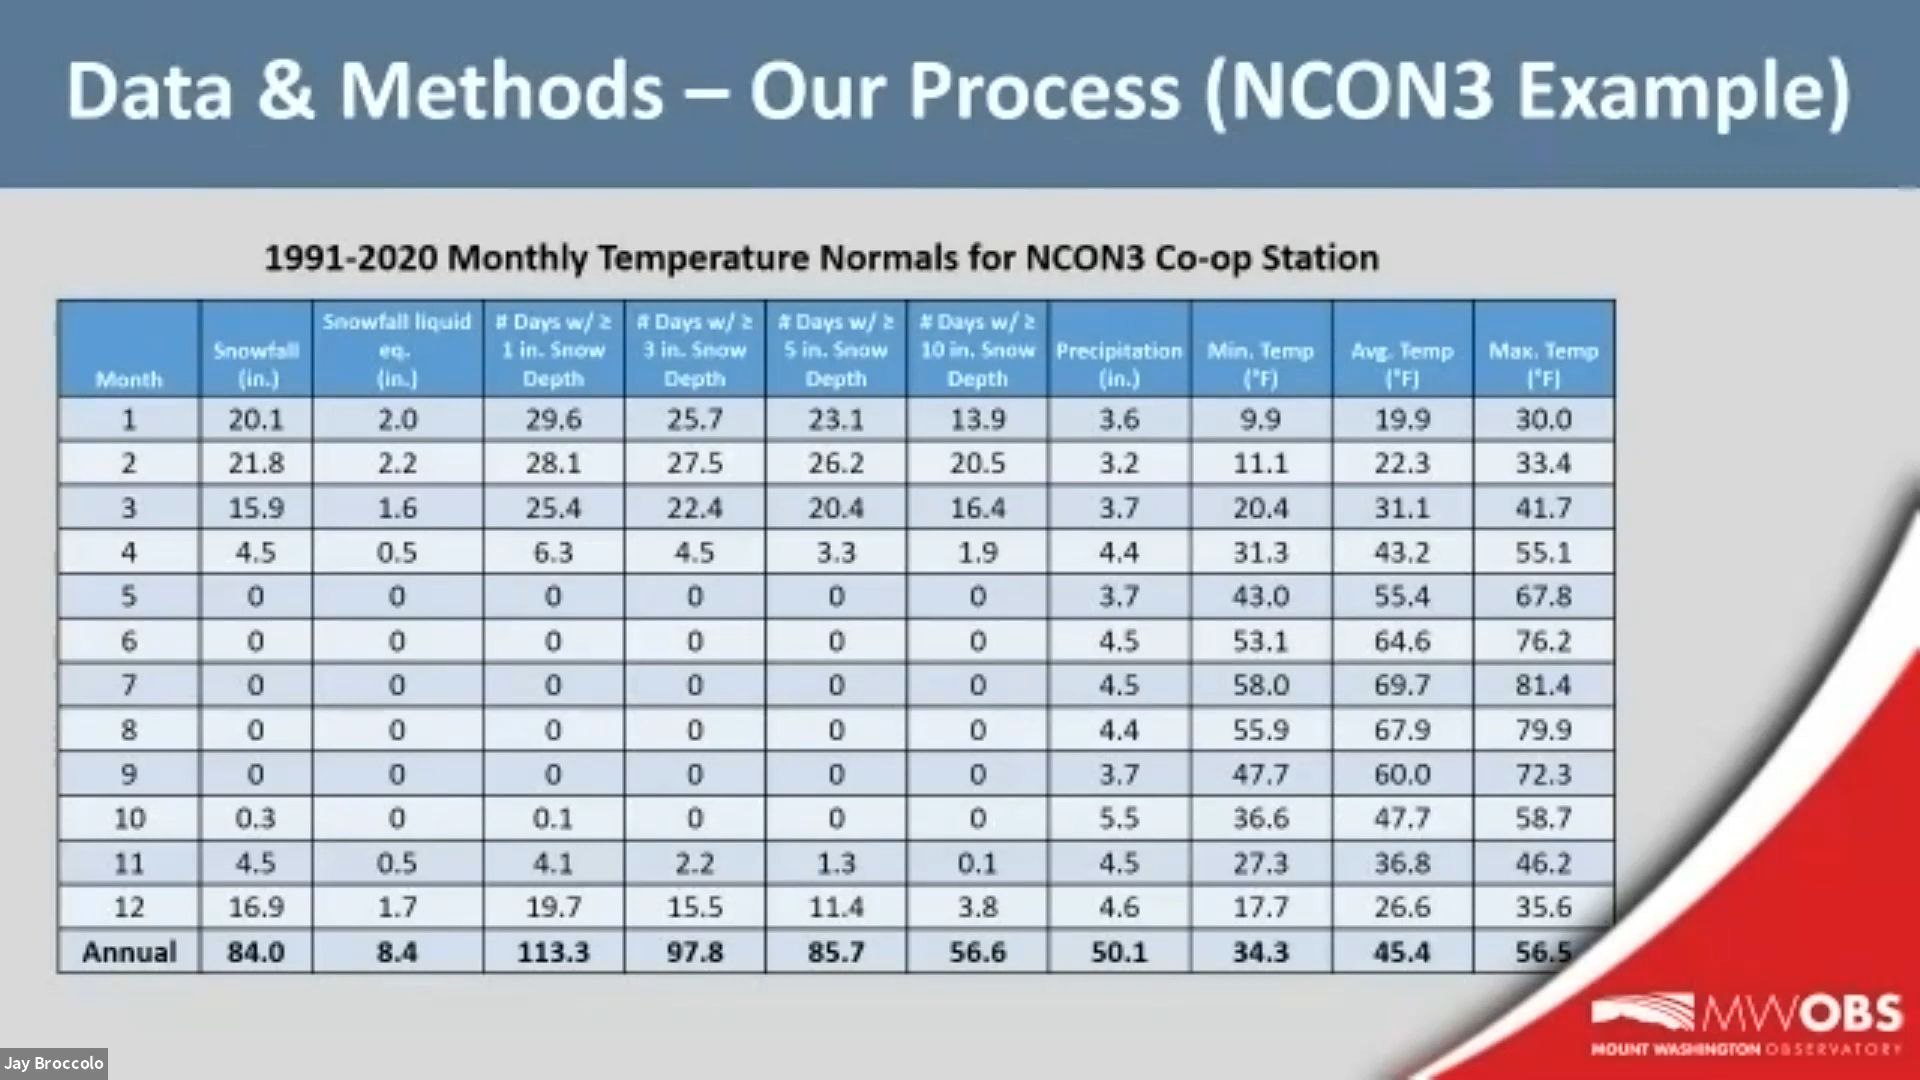 Data & Methods – Our Process (NCON3 Example)
1991-2020 Monthly Temperature Normals for NCON3 Co-op Station
Month Snowfall (in.) Snowfall liquid eq. (in.) # Days w/ ≥ 1 in. Snow Depth # Days w/ ≥ 3 in. Snow Depth # Days w/ ≥ 5 in. Snow Depth # Days w/ ≥ 10 in. Snow Depth Precipitation (in.) Min. Temp (°F) Avg. Temp (°F) Max. Temp (°F)
1 20.1 2.0 29.6 25.7 23.1 13.9 3.6 9.9 19.9 30.0
2 21.8 2.2 28.1 27.5 26.2 20.5 3.2 11.1 22.3 33.4
3 15.9 1.6 25.4 22.4 20.4 16.4 3.7 20.4 31.1 41.7
4 4.5 0.5 6.3 4.5 3.3 1.9 4.4 31.3 43.2 55.1
5 0 0 0 0 0 0 3.7 43.0 55.4 67.8
6 0 0 0 0 0 0 4.5 53.1 64.6 76.2
7 0 0 0 0 0 0 4.5 58.0 69.7 81.4
8 0 0 0 0 0 0 4.4 55.9 67.9 79.9
9 0 0 0 0 0 0 3.7 47.7 60.0 72.3
10 0.3 0 0.1 0 0 0 5.5 36.6 47.7 58.7
11 4.5 0.5 4.1 2.2 1.3 0.1 4.5 27.3 36.8 46.2
12 16.9 1.7 19.7 15.5 11.4 3.8 4.6 17.7 26.6 35.6
Annual 84.0 8.4 113.3 97.8 85.7 56.6 50.1 34.3 45.4 56.5
MWOBS
MOUNT WASHINGTON OBSERVATORY
Jay Broccolo